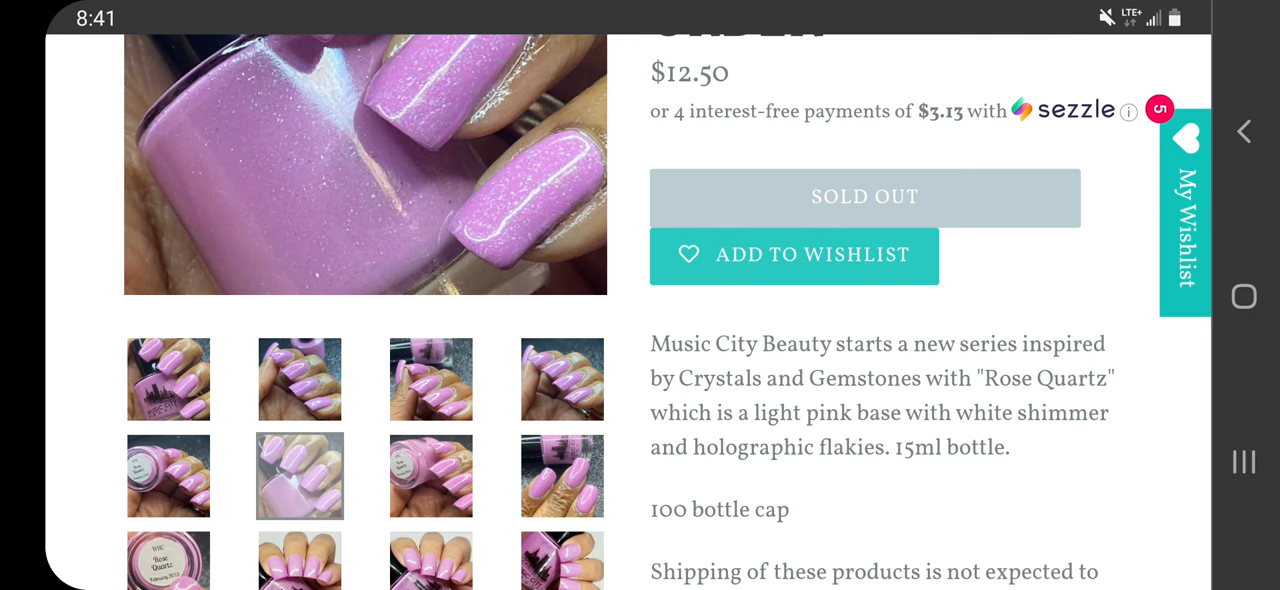 8:41
LTE+
$12.50
or 4 interest-free payments of $3.13 with sezzle
5
My Wishlist
SOLD OUT
ADD TO WISHLIST
Music City Beauty starts a new series inspired
by Crystals and Gemstones with "Rose Quartz"
which is a light pink base with white shimmer
and holographic flakies. 15ml bottle.
100 bottle cap
Shipping of these products is not expected to
Rose
Quartz